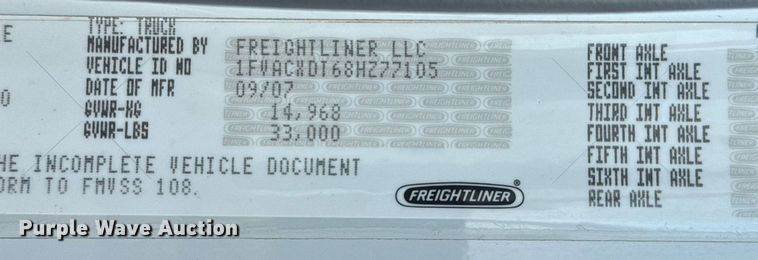 E
TYPE: TRUCK
MANUFACTURED BY FREIGHTLINER LLC
VEHICLE ID NO 1FVACXDT68HZ77105
DATE OF MFR 09/07
GVWR-KG 14,968
GVWR-LBS 33,000
0
HE INCOMPLETE VEHICLE DOCUMENT
ORM TO FMVSS 108.
FREIGHTLINER®
FRONT AXLE
FIRST INT AXLE
SECOND INT AXLE
THIRD INT AXLE
FOURTH INT AXLE
FIFTH INT AXLE
SIXTH INT AXLE
REAR AXLE
Purple Wave Auction